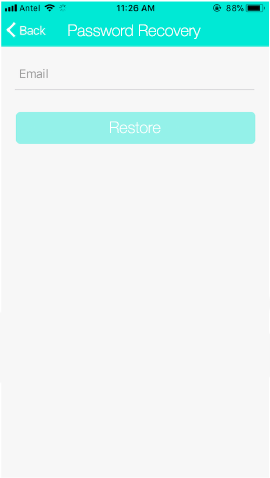 Antel 11:26 AM 88%
Back Password Recovery
Email
Restore